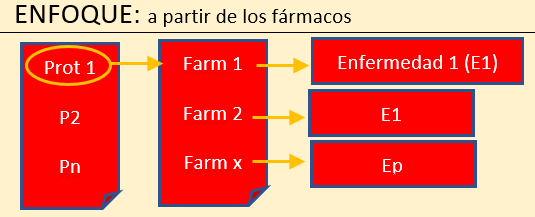 ENFOQUE: a partir de los fármacos
Prot 1
P2
Pn
Farm 1
Farm 2
Farm x
Enfermedad 1 (E1)
E1
Ep